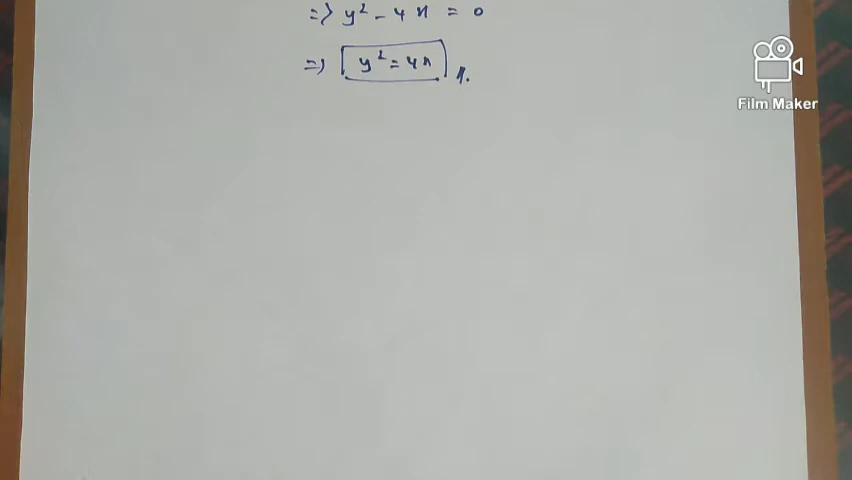 => y² - 4x = 0
=> y² = 4x //.
Film Maker